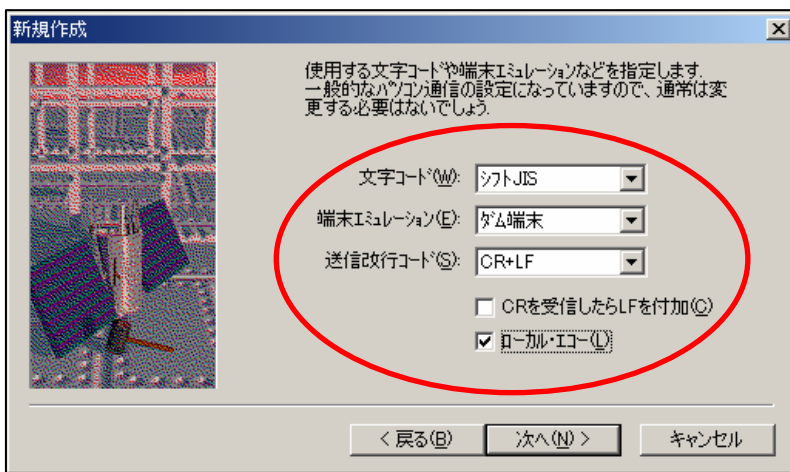 新規作成
使用する文字コードや端末エミュレーションなどを指定します.
一般的なパソコン通信の設定になっていますので、通常は変
更する必要はないでしょう.
文字コード(W): シフトJIS
端末エミュレーション(E): ダム端末
送信改行コード(S): CR+LF
CRを受信したらLFを付加(C)
ローカル・エコー(L)
< 戻る(B) 次へ(N) > キャンセル